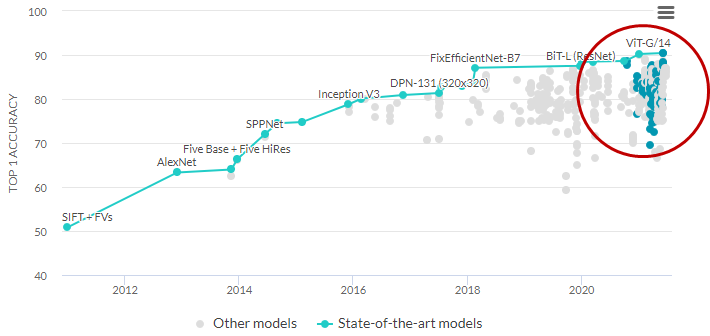 100
90
80
70
60
50
40
TOP 1 ACCURACY
SIFT + FVs
AlexNet
Five Base + Five HiRes
SPPNet
Inception V3
DPN-131 (320x320)
FixEfficientNet-B7
BiT-L (ResNet)
ViT-G/14
2012 2014 2016 2018 2020
Other models State-of-the-art models